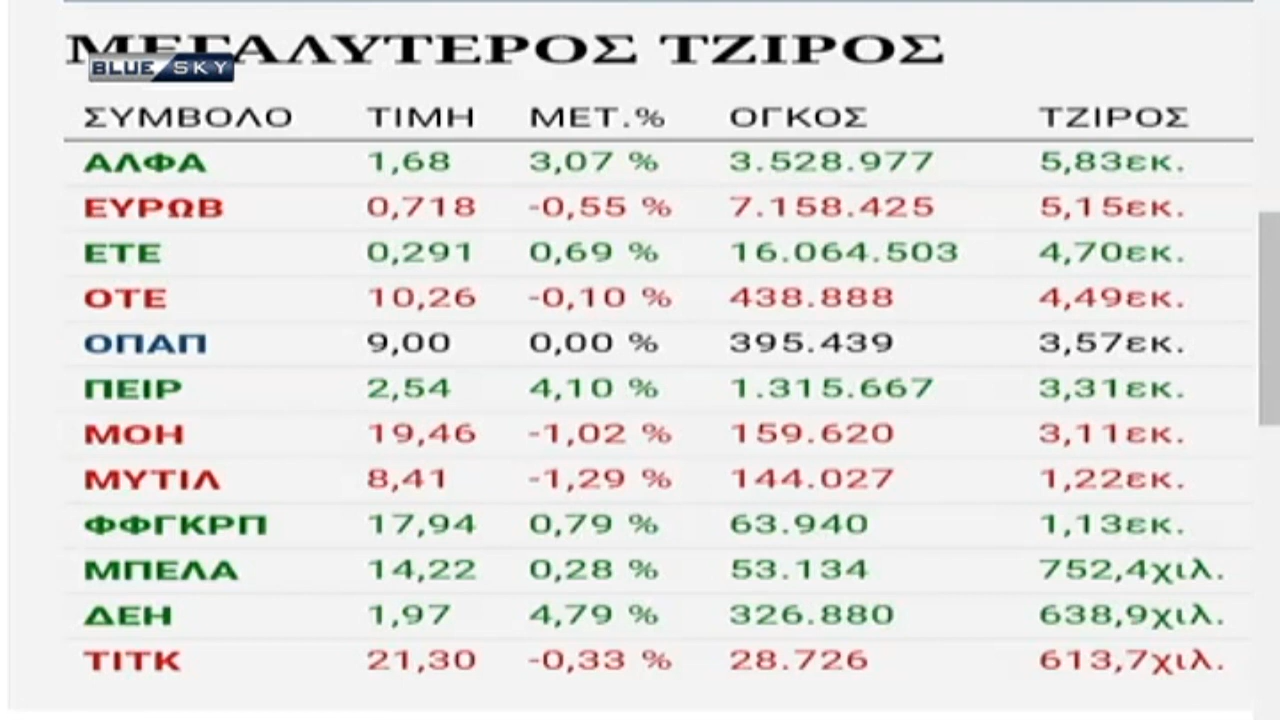 ΜΕΓΑΛΥΤΕΡΟΣ ΤΖΙΡΟΣ
BLUE SKY
ΣΥΜΒΟΛΟ ΤΙΜΗ ΜΕΤ.% ΟΓΚΟΣ ΤΖΙΡΟΣ
ΑΛΦΑ 1,68 3,07 % 3.528.977 5,83εκ.
ΕΥΡΩΒ 0,718 -0,55 % 7.158.425 5,15εκ.
ΕΤΕ 0,291 0,69 % 16.064.503 4,70εκ.
ΟΤΕ 10,26 -0,10 % 438.888 4,49εκ.
ΟΠΑΠ 9,00 0,00 % 395.439 3,57εκ.
ΠΕΙΡ 2,54 4,10 % 1.315.667 3,31εκ.
ΜΟΗ 19,46 -1,02 % 159.620 3,11εκ.
ΜΥΤΙΛ 8,41 -1,29 % 144.027 1,22εκ.
ΦΦΓΚΡΠ 17,94 0,79 % 63.940 1,13εκ.
ΜΠΕΛΑ 14,22 0,28 % 53.134 752,4χιλ.
ΔΕΗ 1,97 4,79 % 326.880 638,9χιλ.
ΤΙΤΚ 21,30 -0,33 % 28.726 613,7χιλ.